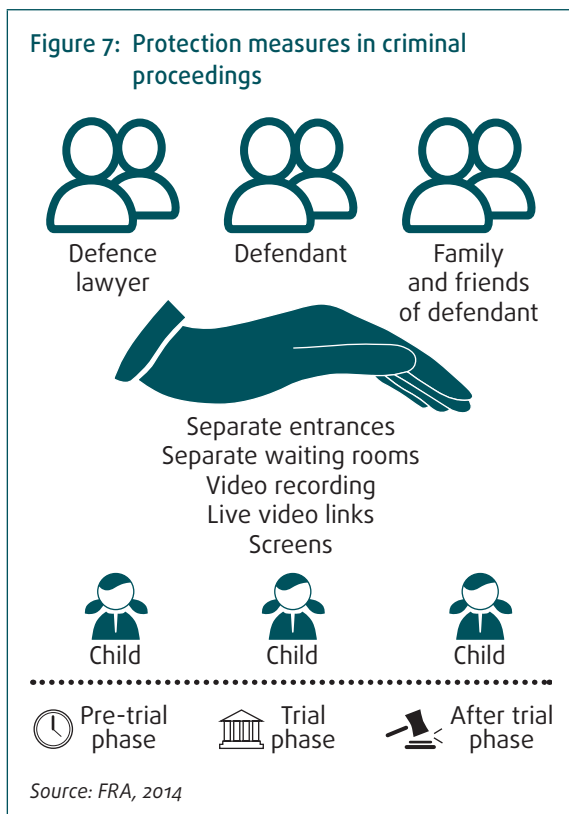 Figure 7: Protection measures in criminal
proceedings
Defence
lawyer
Defendant
Family
and friends
of defendant
Separate entrances
Separate waiting rooms
Video recording
Live video links
Screens
Child
Child
Child
Pre-trial
phase
Trial
phase
After trial
phase
Source: FRA, 2014